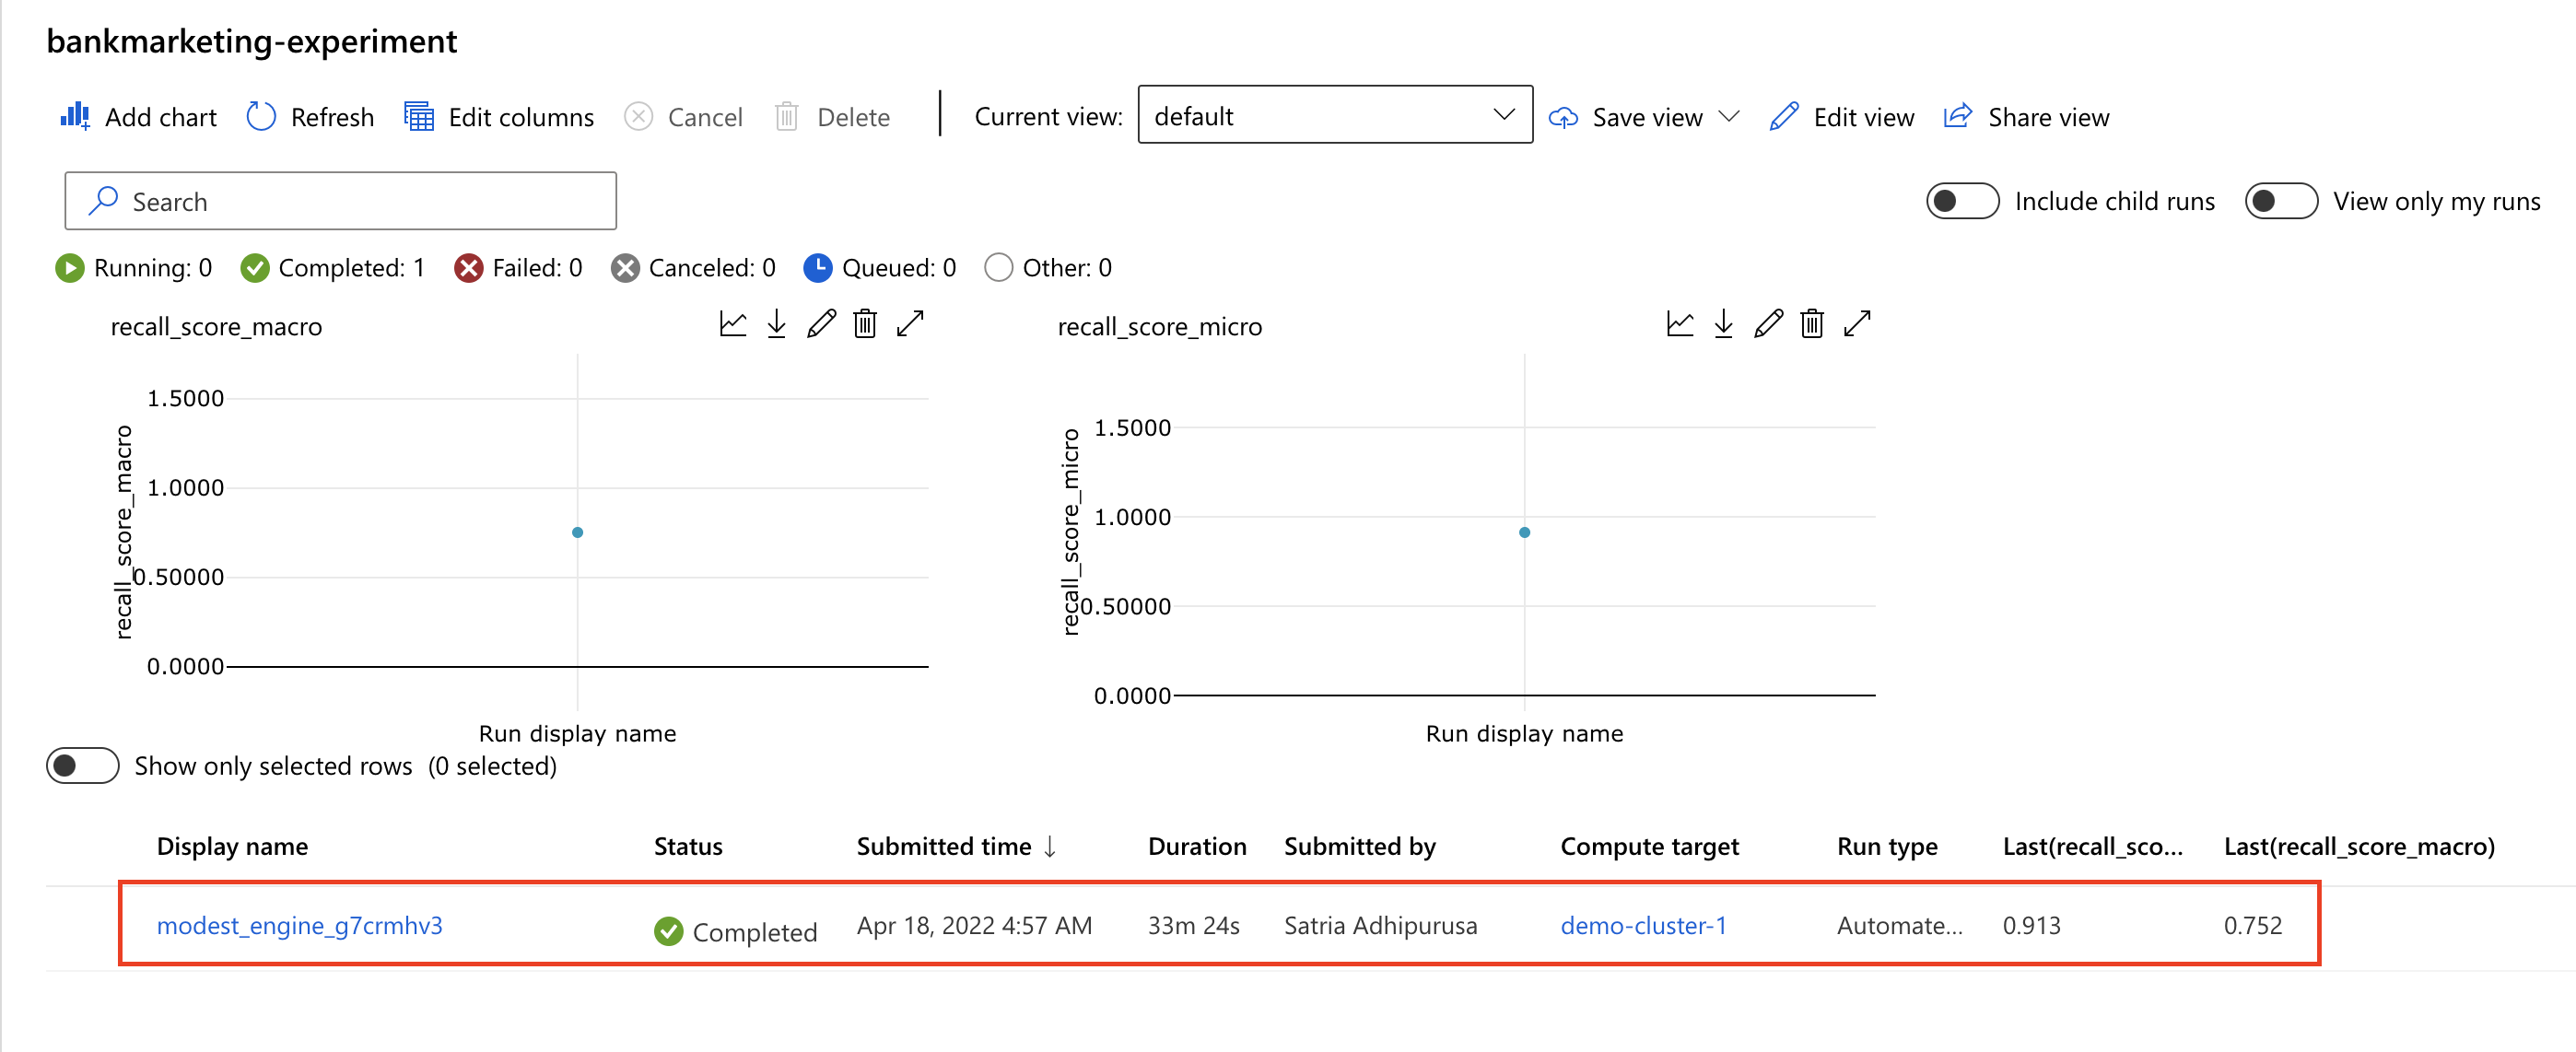 bankmarketing-experiment
Add chart Refresh Edit columns Cancel Delete Current view: default Save view Edit view Share view
Search Include child runs View only my runs
Running: 0 Completed: 1 Failed: 0 Canceled: 0 Queued: 0 Other: 0
recall_score_macro
1.5000
1.0000
0.50000
0.0000
recall_score_macro
Run display name
recall_score_micro
1.5000
1.0000
0.50000
0.0000
recall_score_micro
Run display name
Show only selected rows (0 selected)
Display name Status Submitted time ↓ Duration Submitted by Compute target Run type Last(recall_sco... Last(recall_score_macro)
modest_engine_g7crmhv3 Completed Apr 18, 2022 4:57 AM 33m 24s Satria Adhipurusa demo-cluster-1 Automate... 0.913 0.752